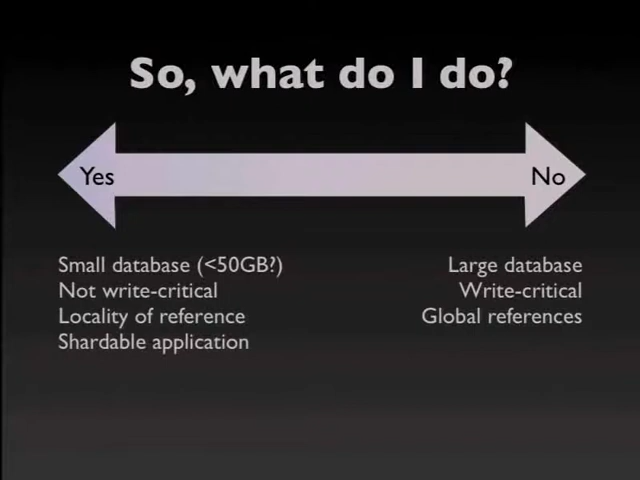 So, what do I do?
Yes
No
Small database (<50GB?)
Not write-critical
Locality of reference
Shardable application
Large database
Write-critical
Global references